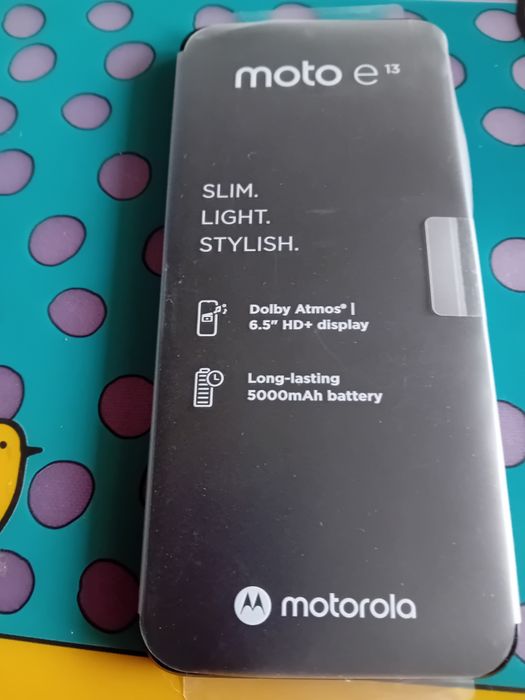 moto e13
SLIM.
LIGHT.
STYLISH.
Dolby Atmos® |
6.5" HD+ display
Long-lasting
5000mAh battery
motorola